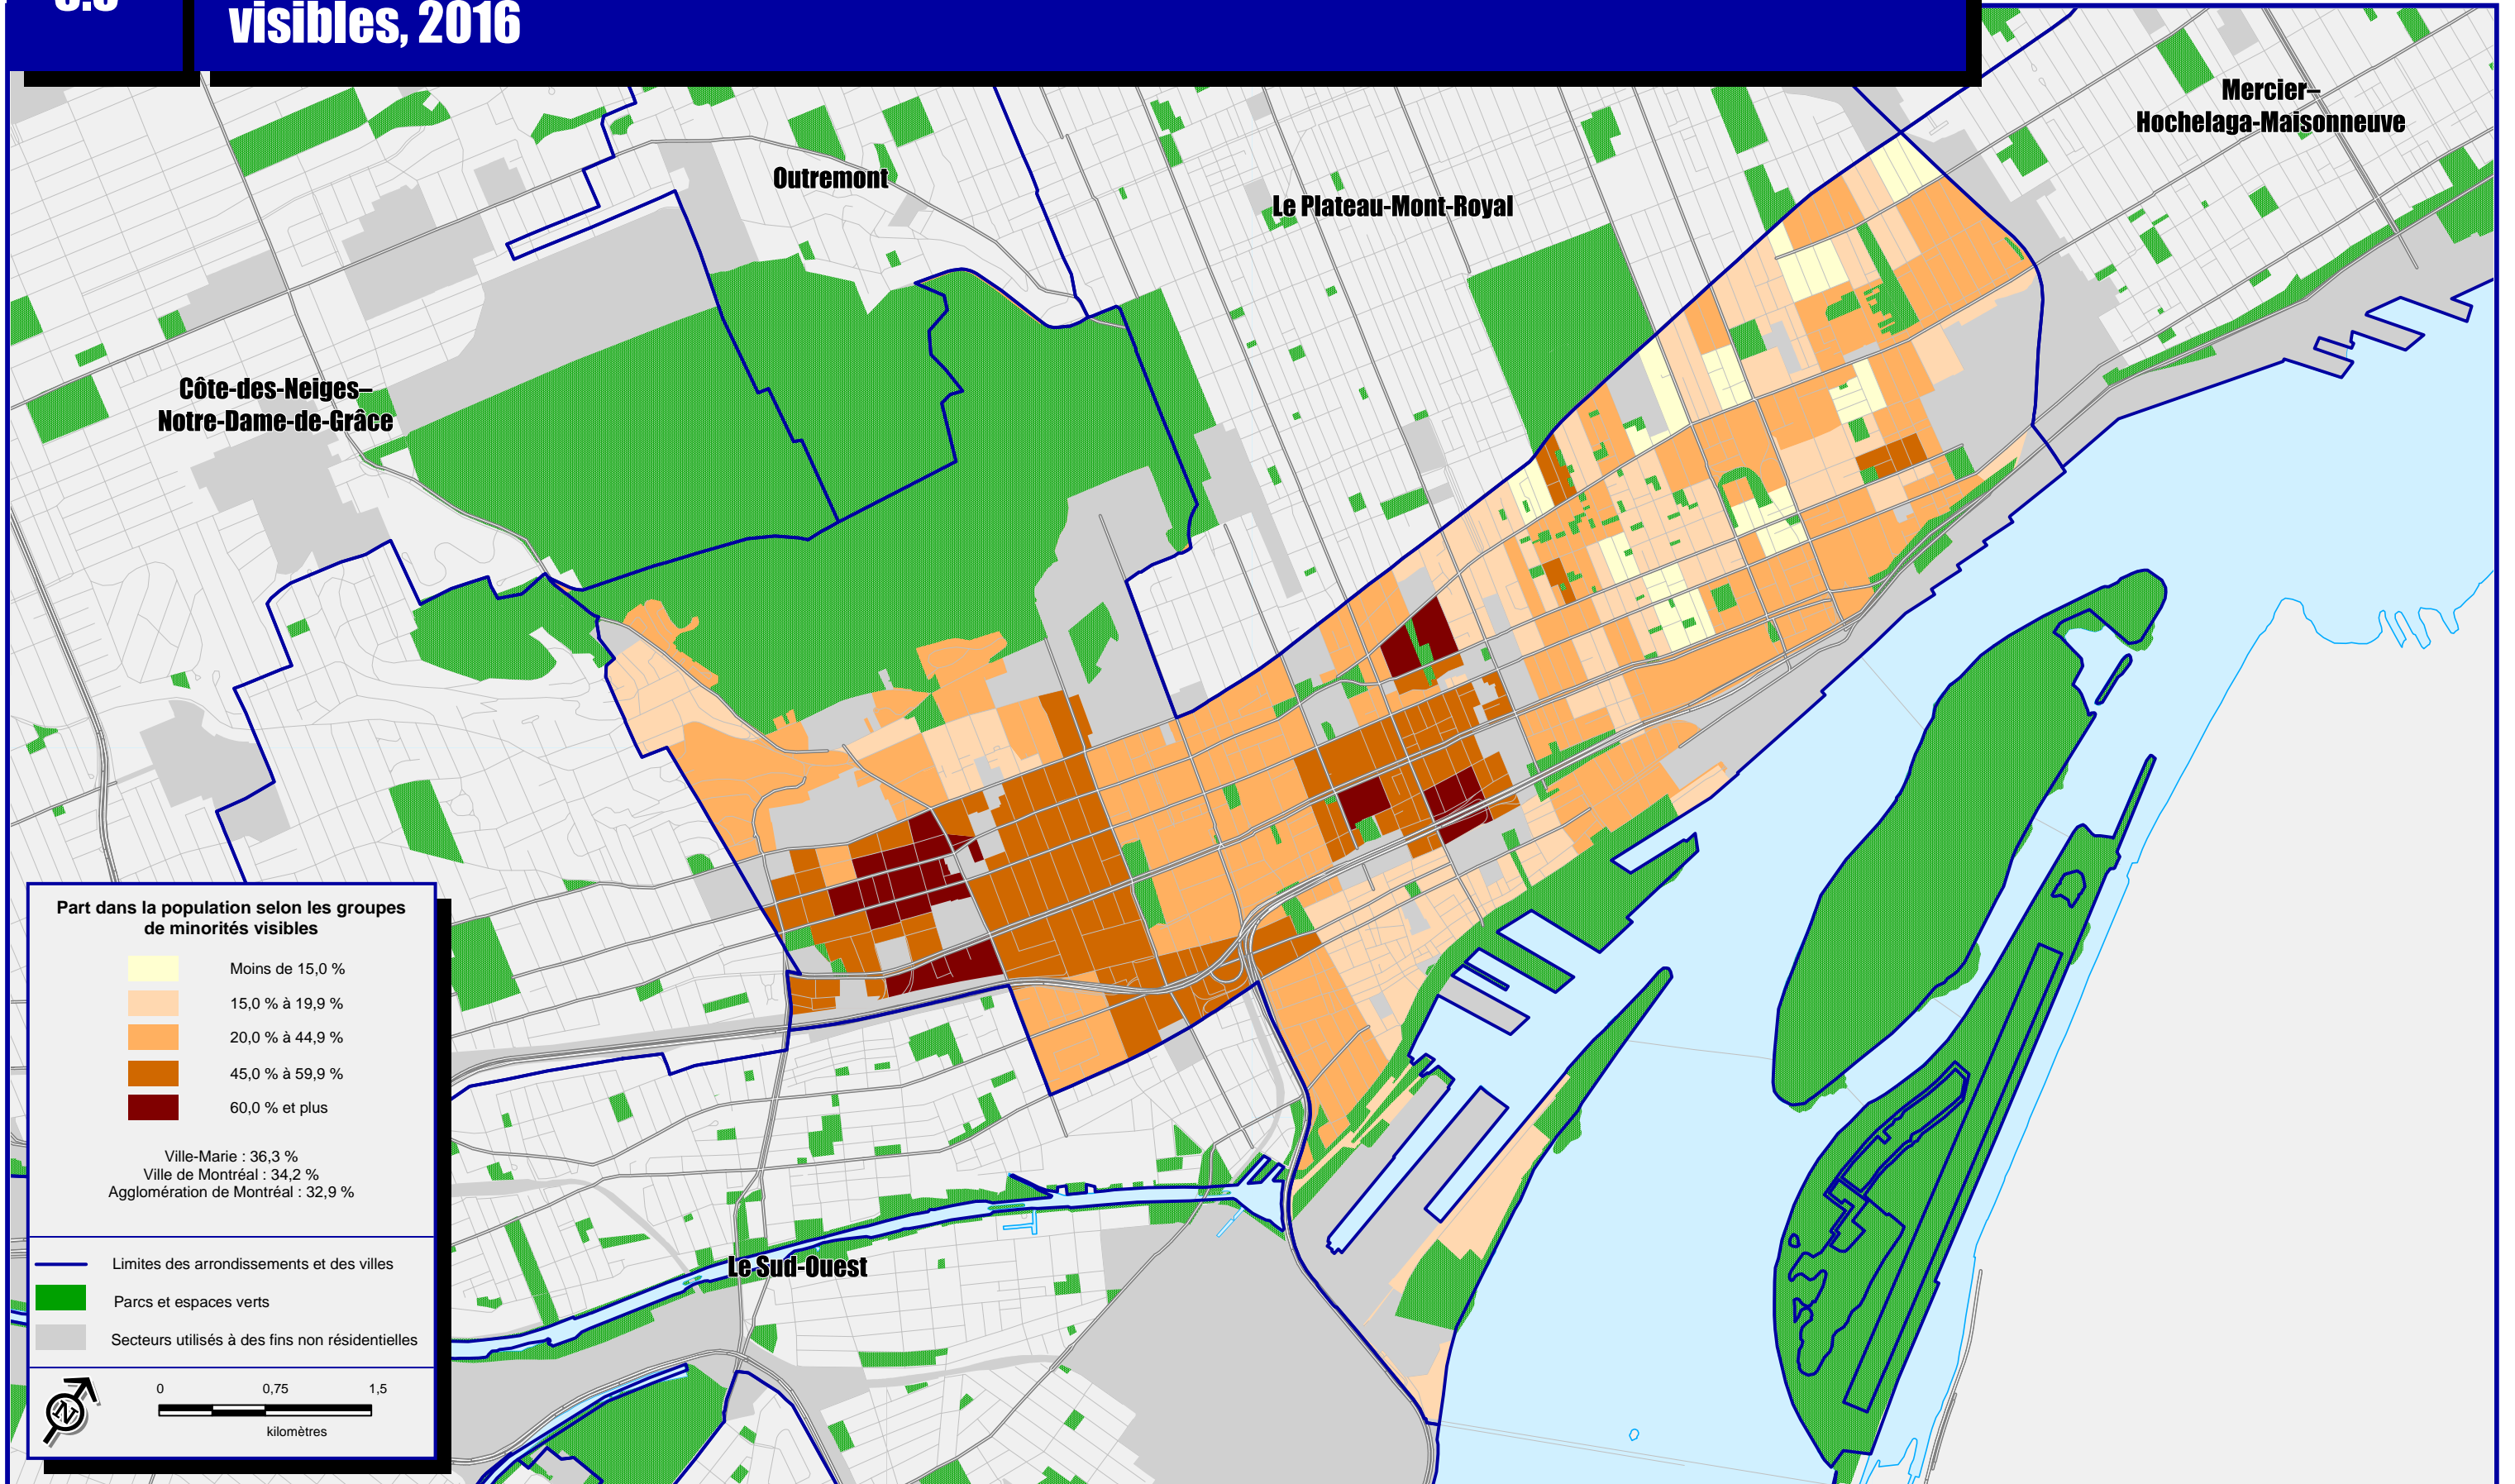 visibles, 2016
Mercier–
Hochelaga-Maisonneuve
Outremont
Le Plateau-Mont-Royal
Côte-des-Neiges–
Notre-Dame-de-Grâce
Le Sud-Ouest
Part dans la population selon les groupes
de minorités visibles
Moins de 15,0 %
15,0 % à 19,9 %
20,0 % à 44,9 %
45,0 % à 59,9 %
60,0 % et plus
Ville-Marie : 36,3 %
Ville de Montréal : 34,2 %
Agglomération de Montréal : 32,9 %
Limites des arrondissements et des villes
Parcs et espaces verts
Secteurs utilisés à des fins non résidentielles
0 0,75 1,5
kilomètres
N